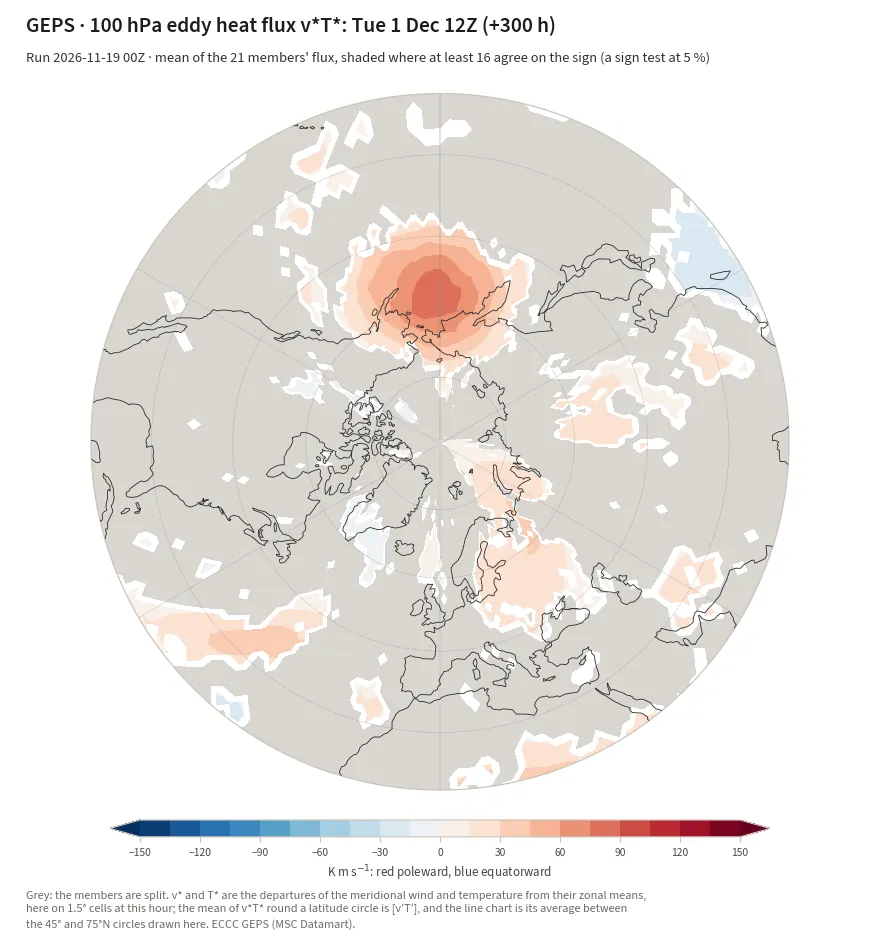 GEPS · 100 hPa eddy heat flux v*T*: Tue 1 Dec 12Z (+300 h)
Run 2026-11-19 00Z · mean of the 21 members' flux, shaded where at least 16 agree on the sign (a sign test at 5 %)
−150 −120 −90 −60 −30 0 30 60 90 120 150
K m s⁻¹: red poleward, blue equatorward
Grey: the members are split. v* and T* are the departures of the meridional wind and temperature from their zonal means,
here on 1.5° cells at this hour; the mean of v*T* round a latitude circle is [v'T'], and the line chart is its average between
the 45° and 75°N circles drawn here. ECCC GEPS (MSC Datamart).